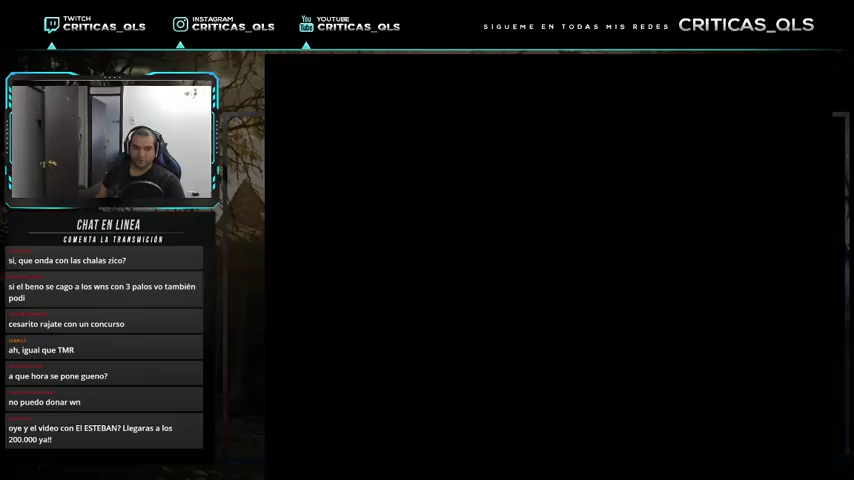 TWITCH
CRITICAS_QLS
INSTAGRAM
CRITICAS_QLS
You
Tube
YOUTUBE
CRITICAS_QLS
SIGUEME EN TODAS MIS REDES
CRITICAS_QLS
CHAT EN LINEA
COMENTA LA TRANSMICIÓN
si, que onda con las chalas zico?
si el beno se cago a los wns con 3 palos vo también
podi
cesarito rajate con un concurso
ah, igual que TMR
a que hora se pone gueno?
no puedo donar wn
oye y el video con El ESTEBAN? Llegaras a los
200.000 ya!!